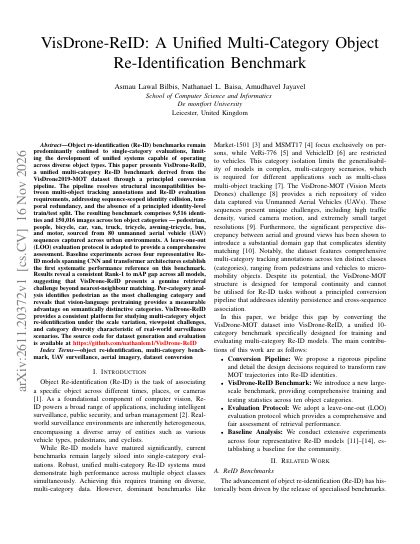 VisDrone-ReID: A Unified Multi-Category Object
Re-Identification Benchmark
Asmau Lawal Bilbis, Nathanael L. Baisa, Amudhavel Jayavel
School of Computer Science and Informatics
De montfort University
Leicester, United Kingdom
arXiv:2611.20372v1 [cs.CV] 16 Nov 2026
Abstract—Object re-identification (Re-ID) benchmarks remain
predominantly confined to single-category evaluations, limit-
ing the development of unified systems capable of operating
across diverse object types. This paper presents VisDrone-ReID,
a unified multi-category Re-ID benchmark derived from the
VisDrone2019-MOT dataset through a principled conversion
pipeline. The pipeline resolves structural incompatibilities be-
tween multi-object tracking annotations and Re-ID evaluation
requirements, addressing sequence-scoped identity collision, tem-
poral redundancy, and the absence of a principled identity-level
train/test split. The resulting benchmark comprises 9,516 identi-
ties and 150,016 images across ten object categories — pedestrian,
people, bicycle, car, van, truck, tricycle, awning-tricycle, bus,
and motor, sourced from 80 unmanned aerial vehicle (UAV)
sequences captured across urban environments. A leave-one-out
(LOO) evaluation protocol is adopted to provide a comprehensive
assessment. Baseline experiments across four representative Re-
ID models spanning CNN and transformer architectures establish
the first systematic performance reference on this benchmark.
Results reveal a consistent Rank-1 to mAP gap across all models,
suggesting that VisDrone-ReID presents a genuine retrieval
challenge beyond nearest-neighbour matching. Per-category anal-
ysis identifies pedestrian as the most challenging category and
reveals that vision-language pretraining provides a measurable
advantage on semantically distinctive categories. VisDrone-ReID
provides a consistent platform for studying multi-object object re-
identification under the scale variation, viewpoint challenges,
and category diversity characteristic of real-world surveillance
scenarios. The source code for dataset generation and evaluation
is available at https://github.com/nathanlem1/VisDrone-ReID
Index Terms—object re-identification, multi-category bench-
mark, UAV surveillance, aerial imagery, dataset conversion
I. INTRODUCTION
Object Re-identification (Re-ID) is the task of associating
a specific object across different times, places, or cameras
[1]. As a foundational component of computer vision, Re-
ID powers a broad range of applications, including intelligent
surveillance, public security, and urban management [2]. Real-
world surveillance environments are inherently heterogeneous,
encompassing a diverse array of entities such as various
vehicle types, pedestrians, and cyclists.
While Re-ID models have matured significantly, current
benchmarks remain largely siloed into single-category eval-
uations. Robust, unified multi-category Re-ID systems must
demonstrate high performance across multiple object classes
simultaneously. Achieving this requires training on diverse,
multi-category data. However, dominant benchmarks like
Market-1501 [3] and MSMT17 [4] focus exclusively on per-
sons, while VeRi-776 [5] and VehicleID [6] are restricted
to vehicles. This category isolation limits the generalisability
of models in complex, multi-category scenarios, which
is required for different applications such as multi-class
multi-object tracking [7]. The VisDrone-MOT (Vision Meets
Drones) challenge [8] provides a rich repository of video
data captured via Unmanned Aerial Vehicles (UAVs). These
sequences present unique challenges, including high traffic
density, varied camera motion, and extremely small target
resolutions [9]. Furthermore, the significant perspective dis-
crepancy between aerial and ground views has been shown to
introduce a substantial domain gap that complicates identity
matching [10]. Notably, the dataset features comprehensive
multi-category tracking annotations across ten distinct classes
(categories), ranging from pedestrians and vehicles to micro-
mobility objects. Despite its potential, the VisDrone-MOT
structure is designed for temporal continuity and cannot
be utilised for Re-ID tasks without a principled conversion
pipeline that addresses identity persistence and cross-sequence
association.
In this paper, we bridge this gap by converting the
VisDrone-MOT dataset into VisDrone-ReID, a unified 10-
category benchmark specifically designed for training and
evaluating multi-category Re-ID models. The main contribu-
tions of this work are as follows:
• Conversion Pipeline: We propose a rigorous pipeline
and detail the design decisions required to transform raw
MOT trajectories into Re-ID identities.
• VisDrone-ReID Benchmark: We introduce a new large-
scale benchmark, providing comprehensive training and
testing statistics across ten object categories.
• Evaluation Protocol: We adopt a leave-one-out (LOO)
evaluation protocol which provides a comprehensive and
fair assessment of retrieval performance.
• Baseline Analysis: We conduct extensive experiments
across four representative Re-ID models [11]–[14], es-
tablishing a baseline for the community.
II. RELATED WORK
A. ReID Benchmarks
The advancement of object re-identification (Re-ID) has his-
torically been driven by the release of specialised benchmarks.